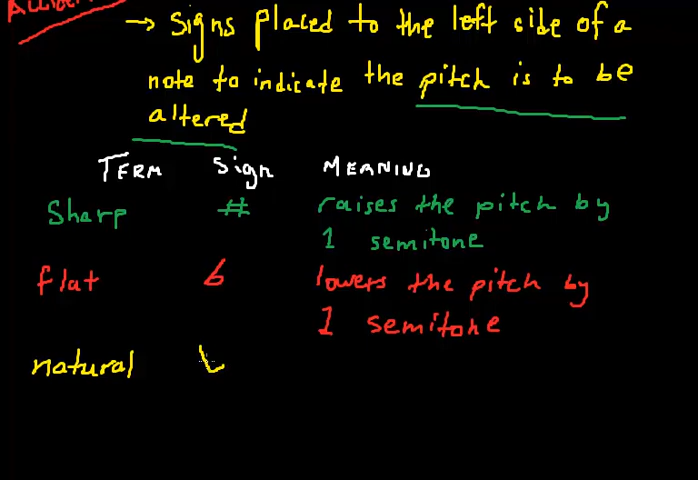 → Signs placed to the left side of a
note to indicate the pitch is to be
altered
TERM Sign MEANING
Sharp # raises the pitch by
1 semitone
flat b lowers the pitch by
1 semitone
natural